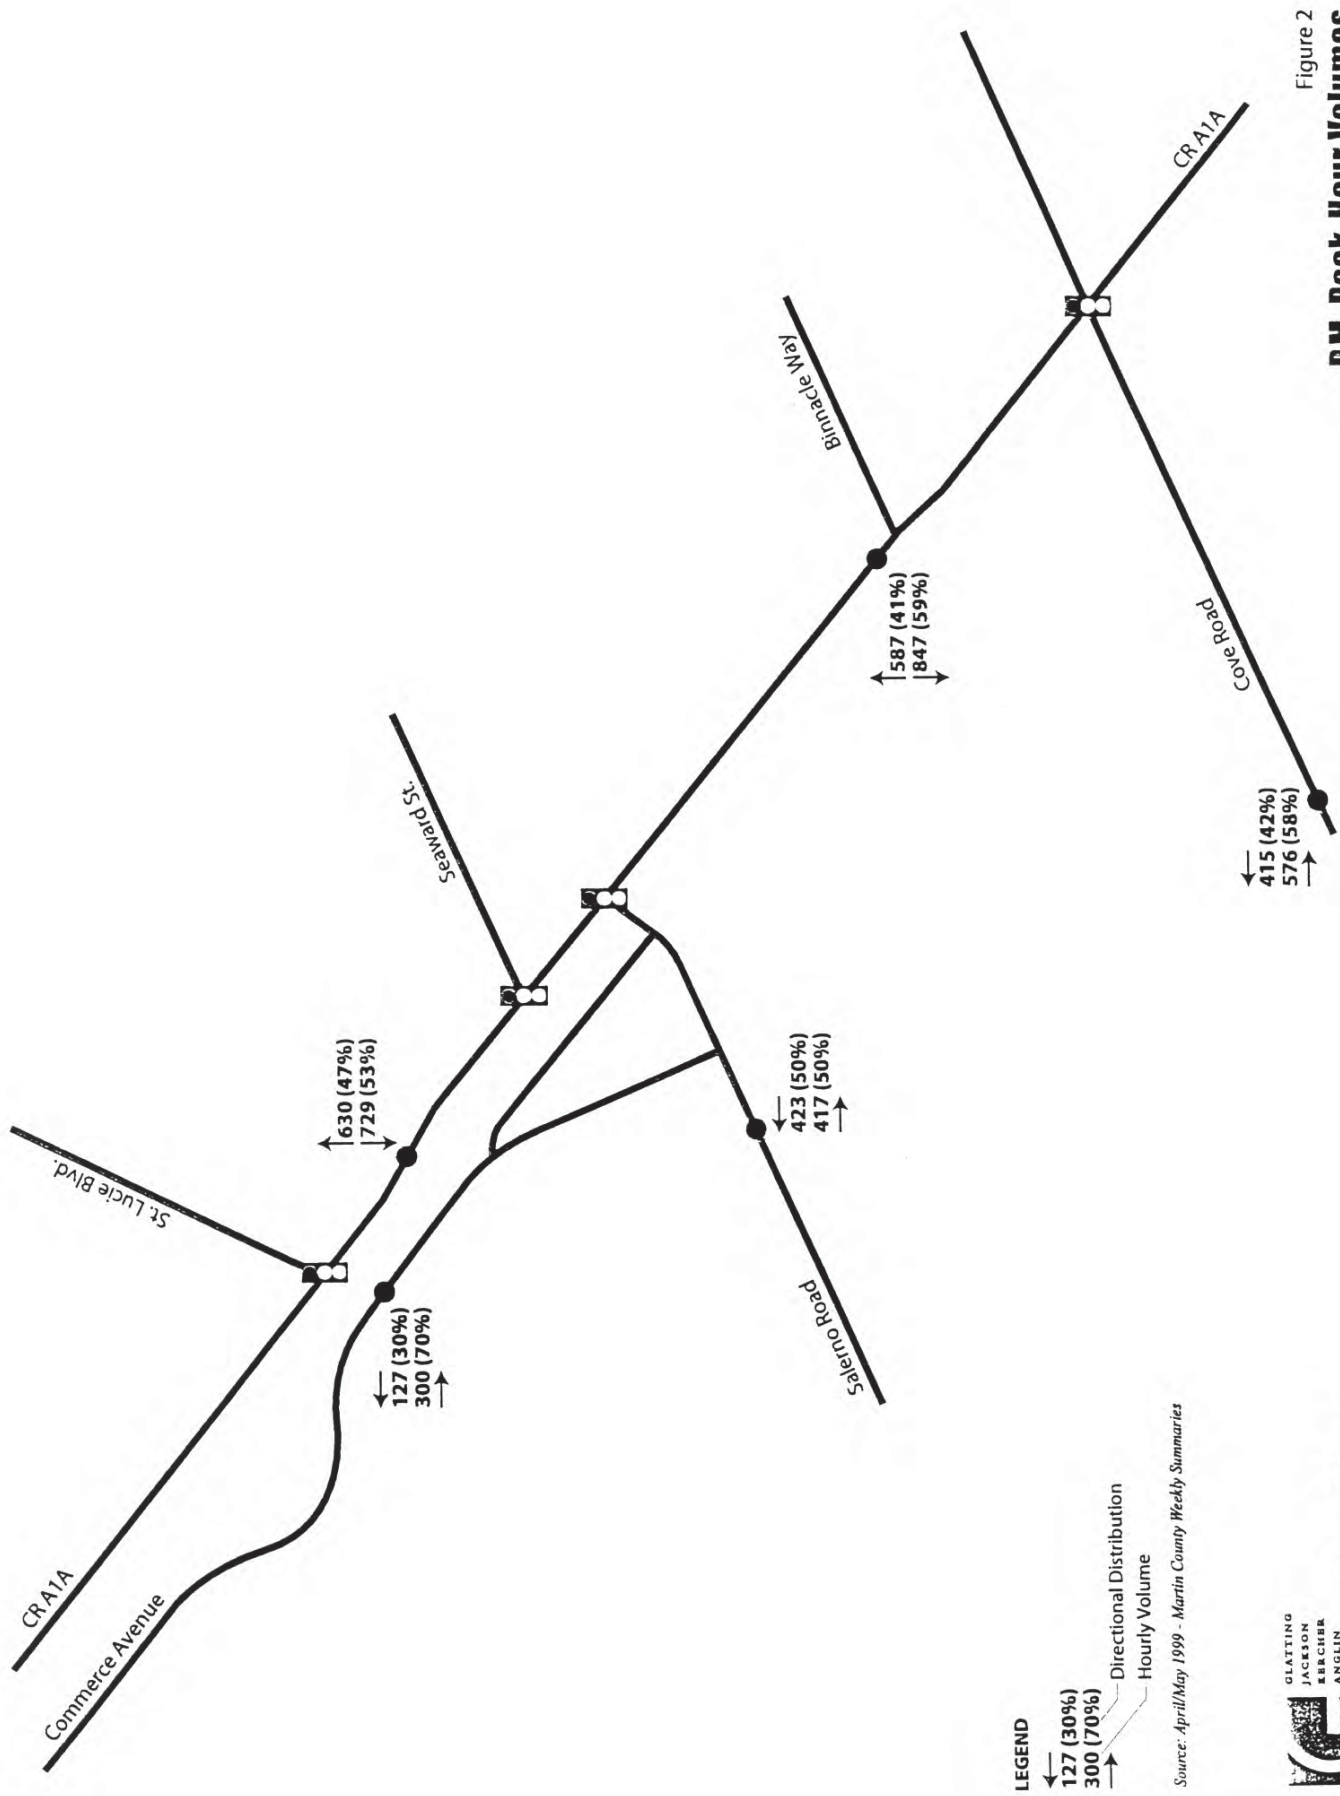 CR A1A
Commerce Avenue
St. Lucie Blvd.
630 (47%)
729 (53%)
127 (30%)
300 (70%)
Seaward St.
423 (50%)
417 (50%)
Salerno Road
Binnacle Way
587 (41%)
847 (59%)
CR A1A
Cove Road
415 (42%)
576 (58%)
LEGEND
127 (30%)
300 (70%)
Directional Distribution
Hourly Volume
Source: April/May 1999 - Martin County Weekly Summaries
GLATTING
JACKSON
KERCHER
ANGLIN
Figure 2
Peak Hour Volumes